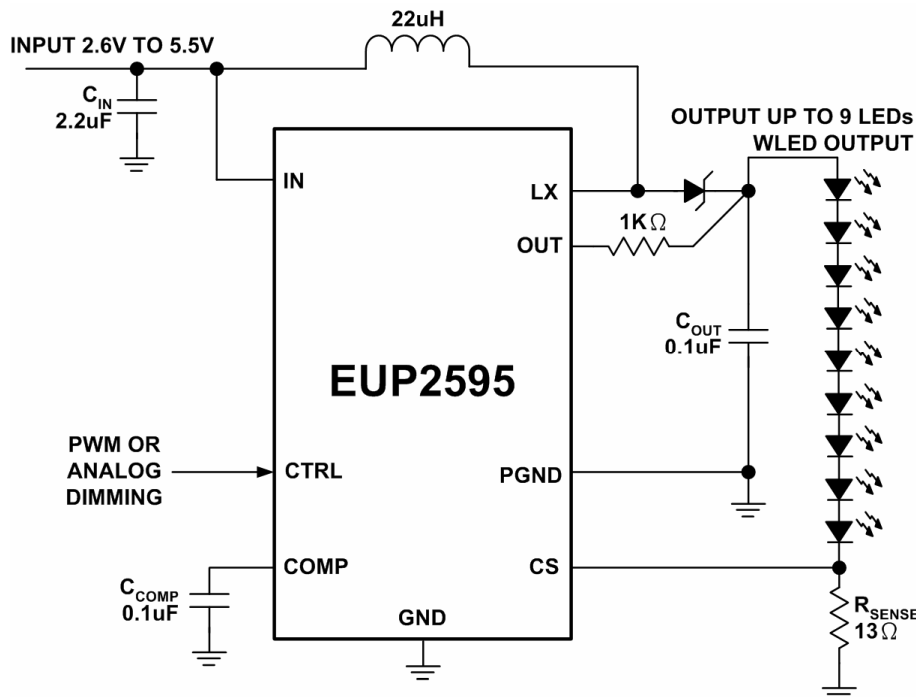 22uH
INPUT 2.6V TO 5.5V
CIN
2.2uF
OUTPUT UP TO 9 LEDs
WLED OUTPUT
IN
LX
1KΩ
OUT
COUT
0.1uF
EUP2595
PWM OR
ANALOG
DIMMING
CTRL
PGND
COMP
CS
CCOMP
0.1uF
GND
RSENSE
13Ω